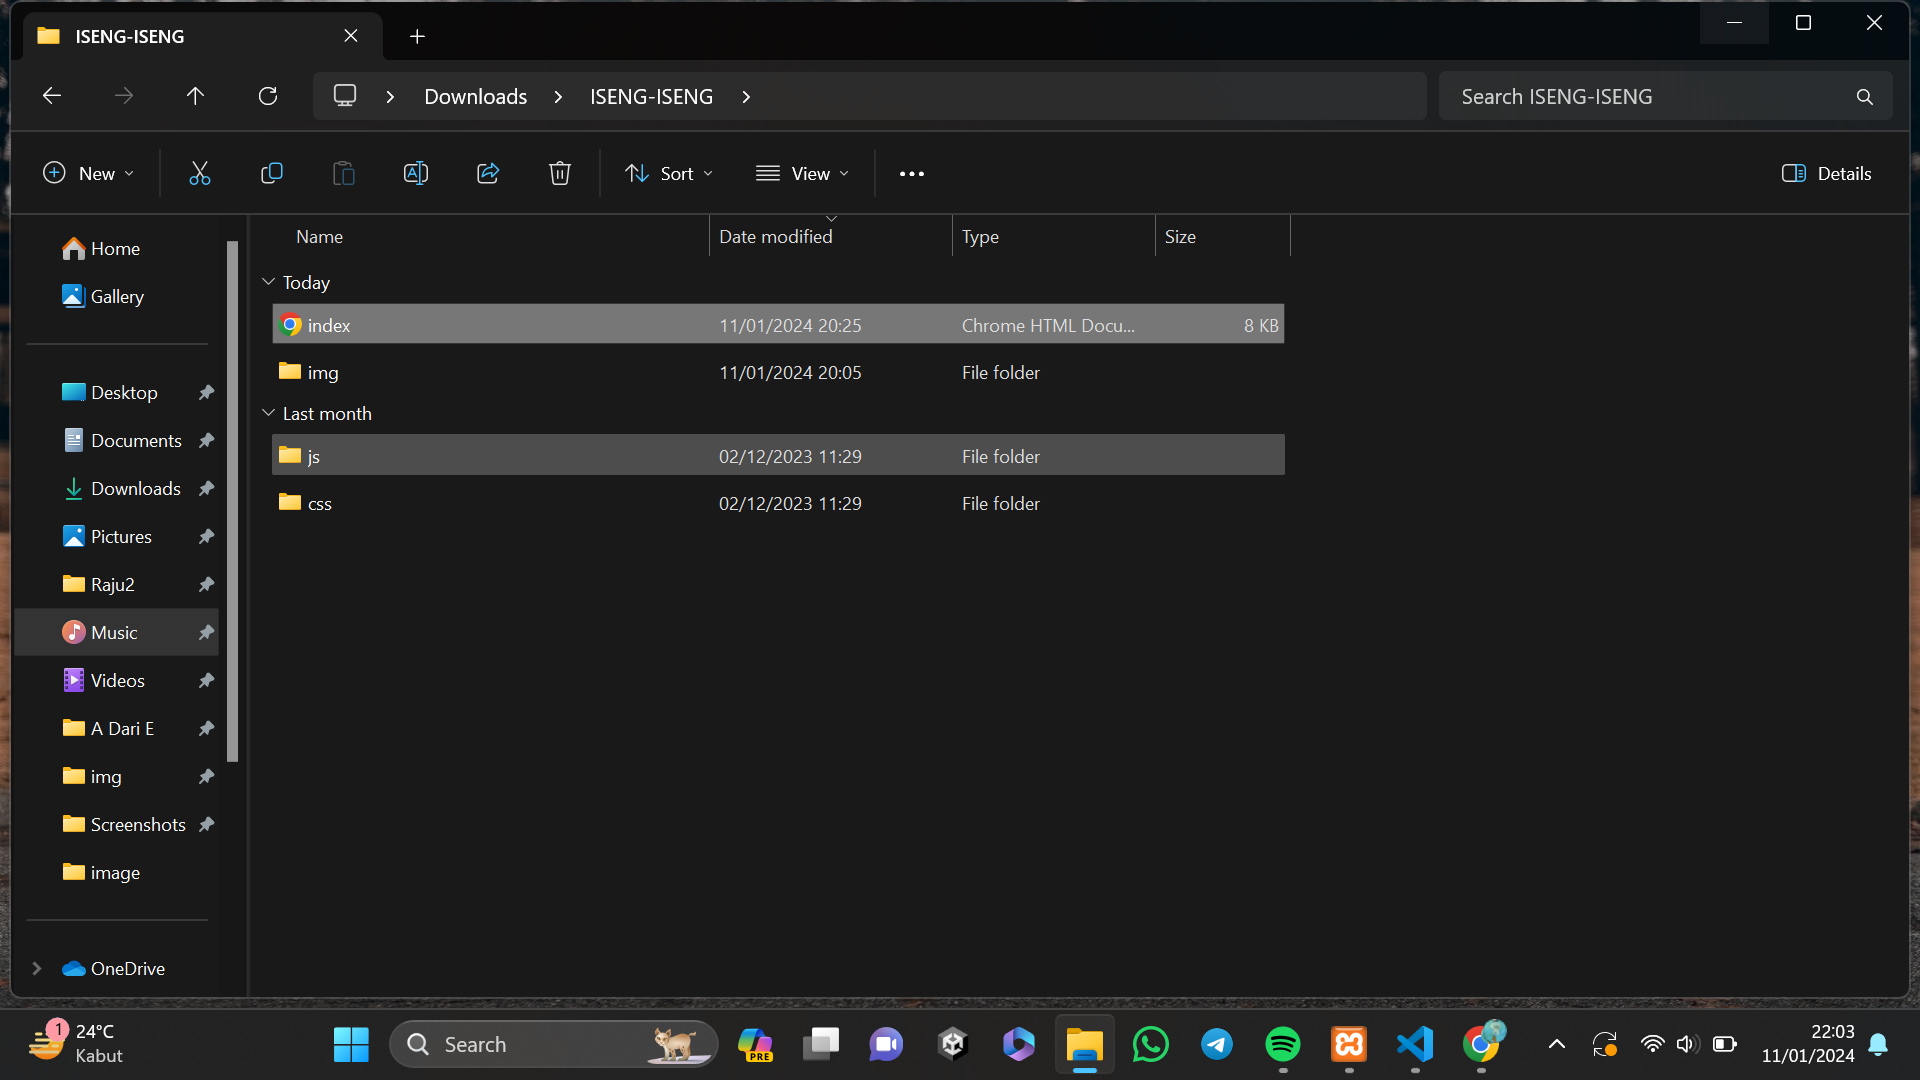 ISENG-ISENG
Downloads ISENG-ISENG
Search ISENG-ISENG
New Sort View Details
Name Date modified Type Size
Home
Gallery
Desktop
Documents
Downloads
Pictures
Raju2
Music
Videos
A Dari E
img
Screenshots
image
OneDrive
Today
index 11/01/2024 20:25 Chrome HTML Docu... 8 KB
img 11/01/2024 20:05 File folder
Last month
js 02/12/2023 11:29 File folder
css 02/12/2023 11:29 File folder
1 24°C
Kabut
Search
PRE
22:03
11/01/2024